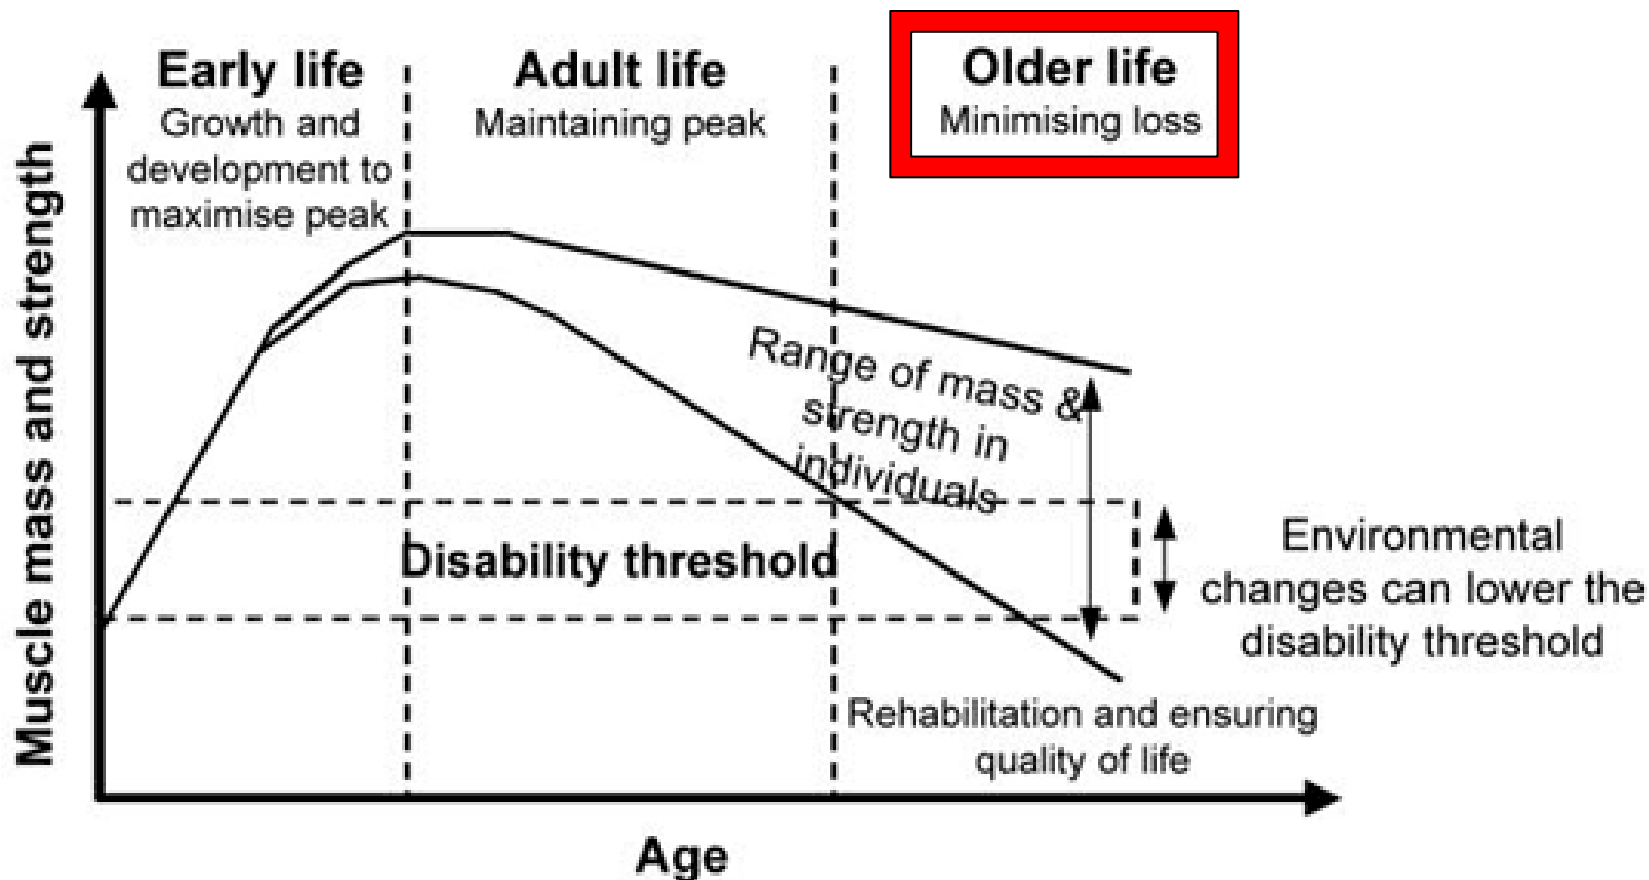 Early life
Growth and
development to
maximise peak
Adult life
Maintaining peak
Older life
Minimising loss
Muscle mass and strength
Range of mass &
strength in
individuals
Disability threshold
Environmental
changes can lower the
disability threshold
Rehabilitation and ensuring
quality of life
Age